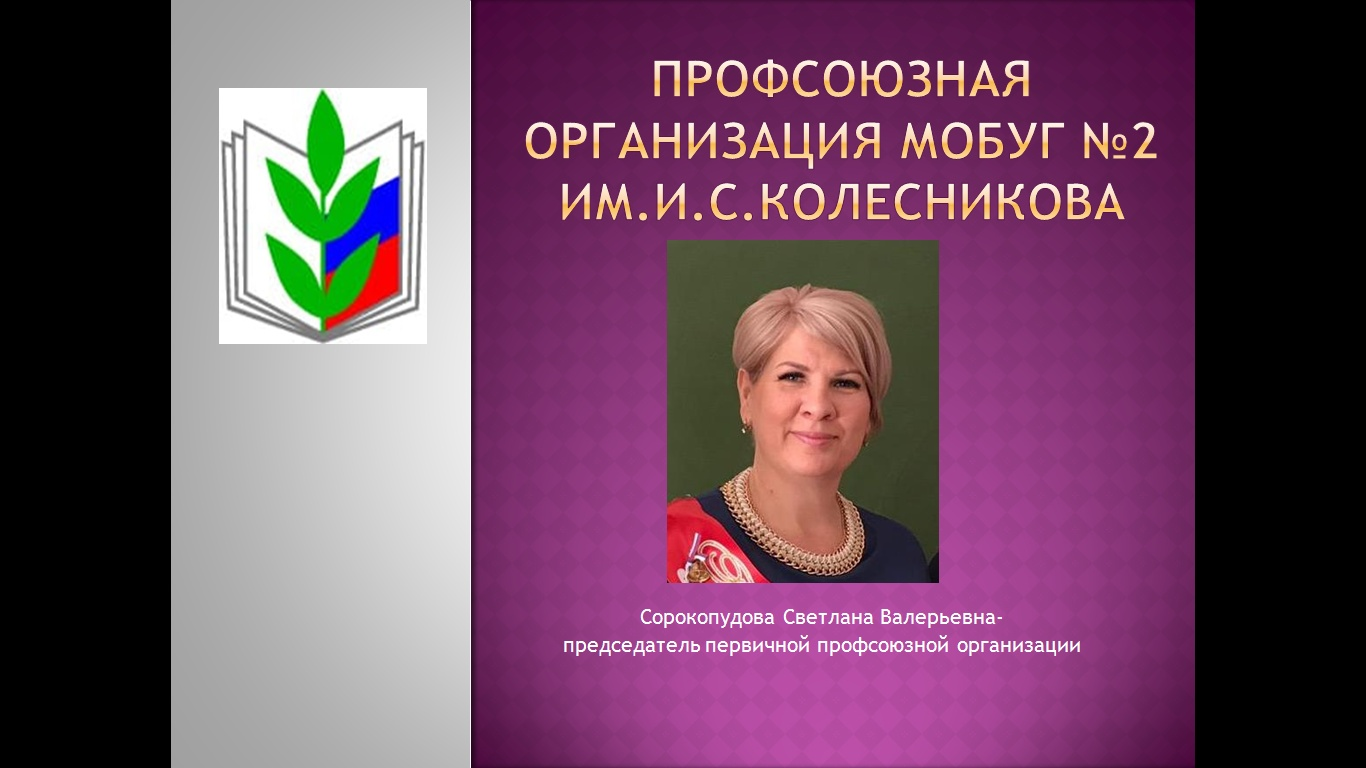 ПРОФСОЮЗНАЯ
ОРГАНИЗАЦИЯ МОБУГ №2
ИМ.И.С.КОЛЕСНИКОВА
Сорокопудова Светлана Валерьевна-
председатель первичной профсоюзной организации